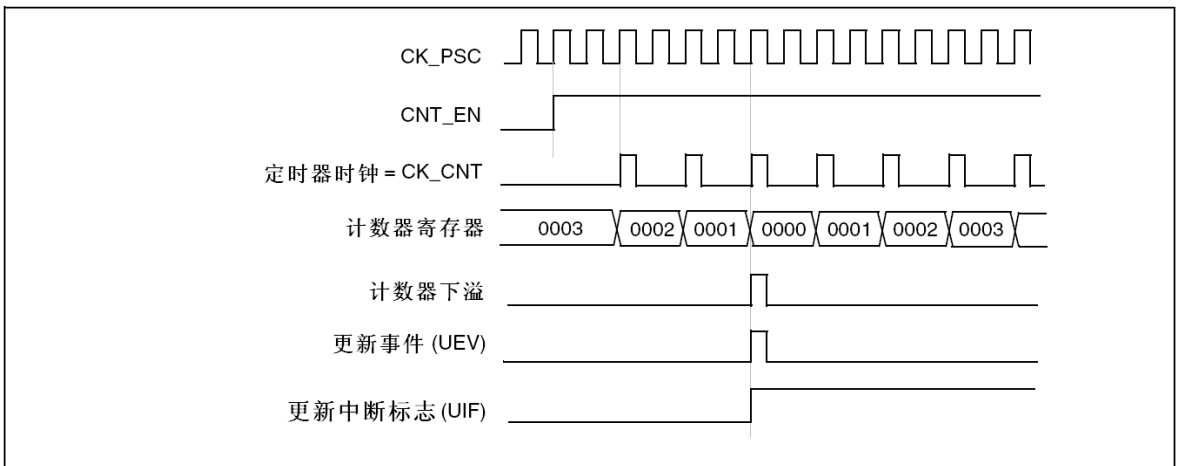 CK_PSC
CNT_EN
定时器时钟 = CK_CNT
计数器寄存器 0003 0002 0001 0000 0001 0002 0003
计数器下溢
更新事件 (UEV)
更新中断标志 (UIF)